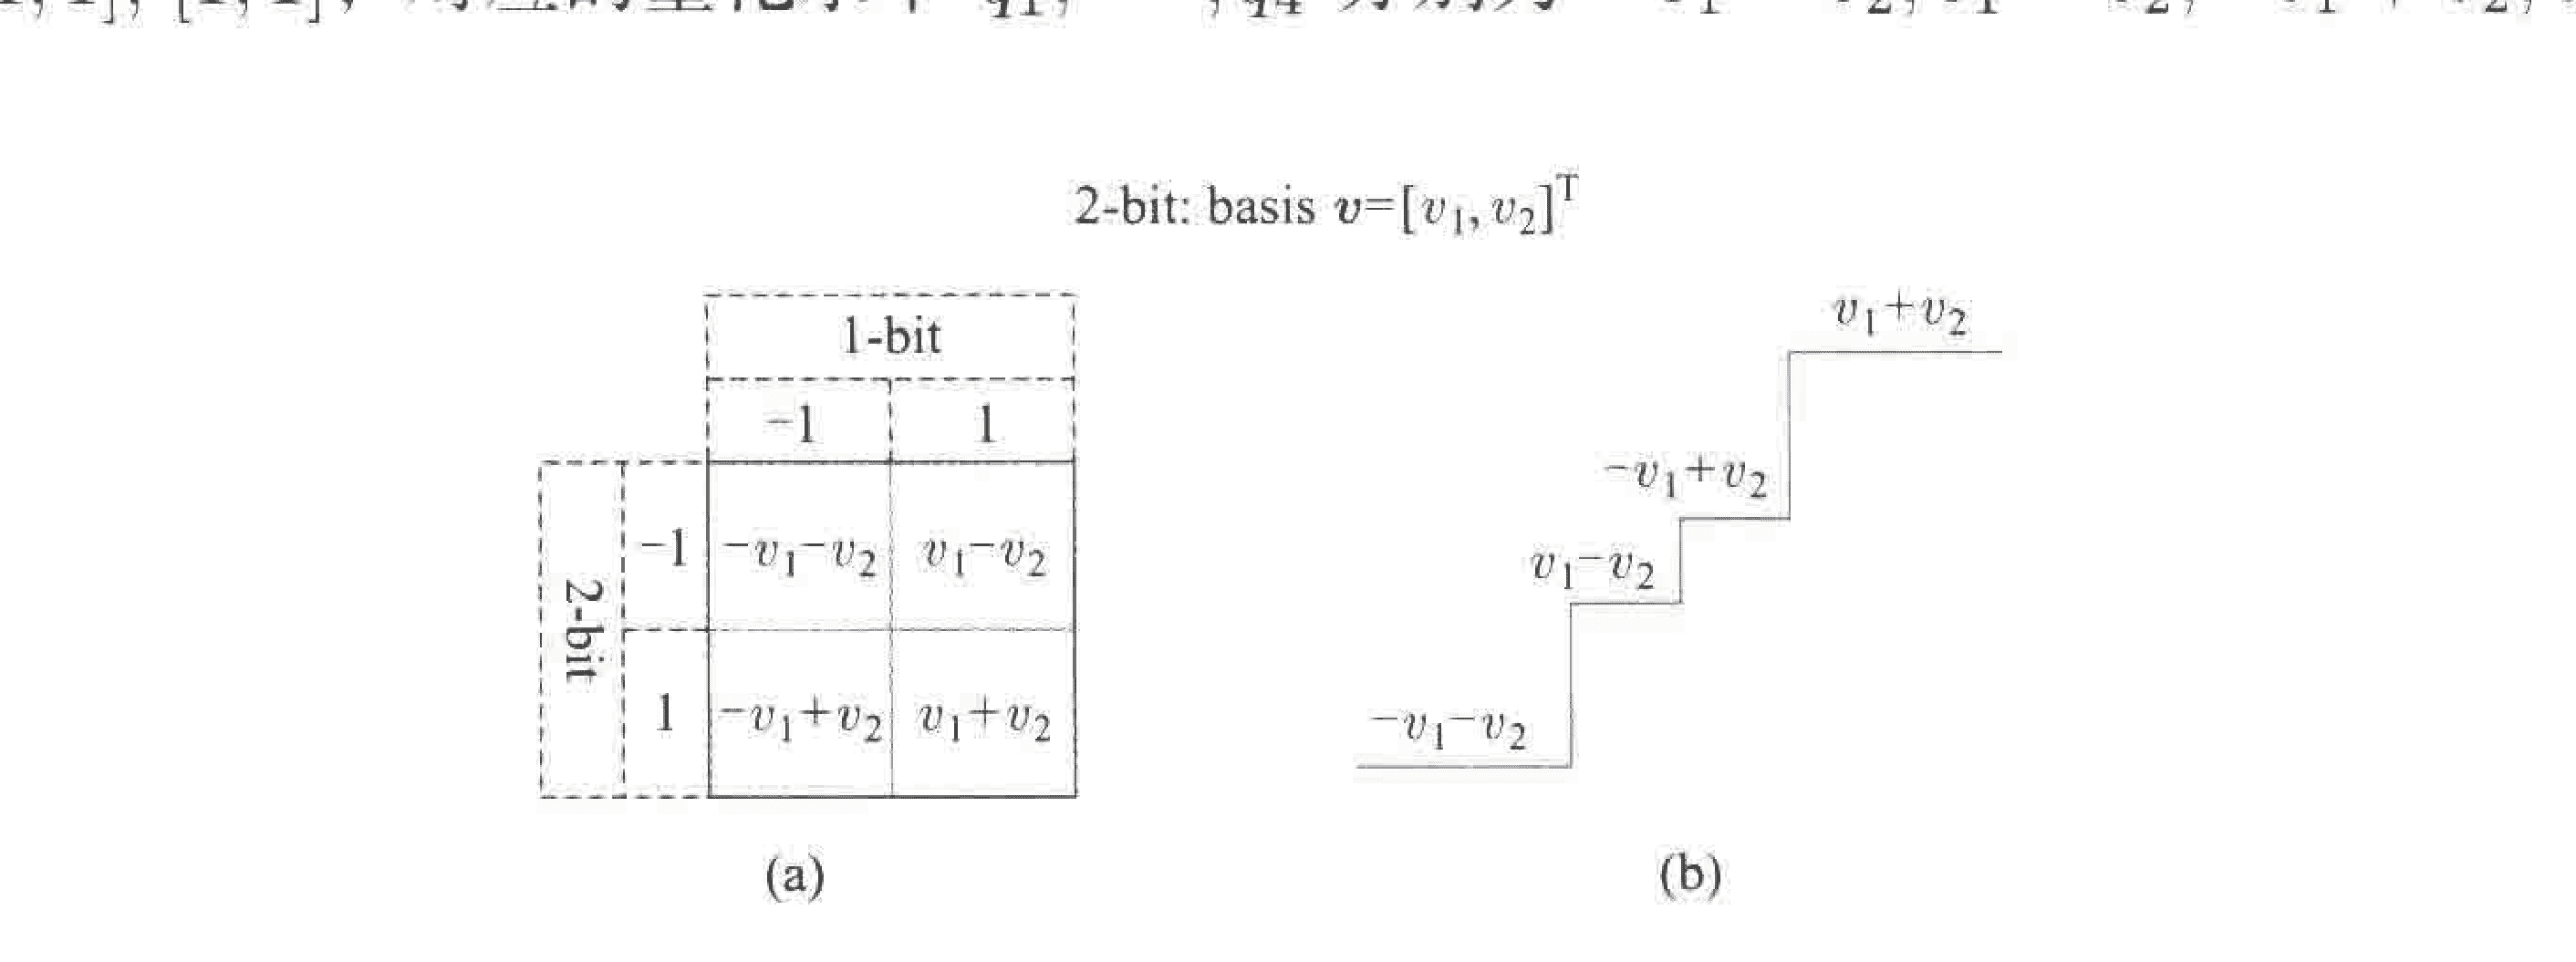 2-bit: basis v=[v₁, v₂]ᵀ
1-bit
−1 1
2-bit
−1 −v₁−v₂ v₁−v₂
1 −v₁+v₂ v₁+v₂
(a)
v₁+v₂
−v₁+v₂
v₁−v₂
−v₁−v₂
(b)